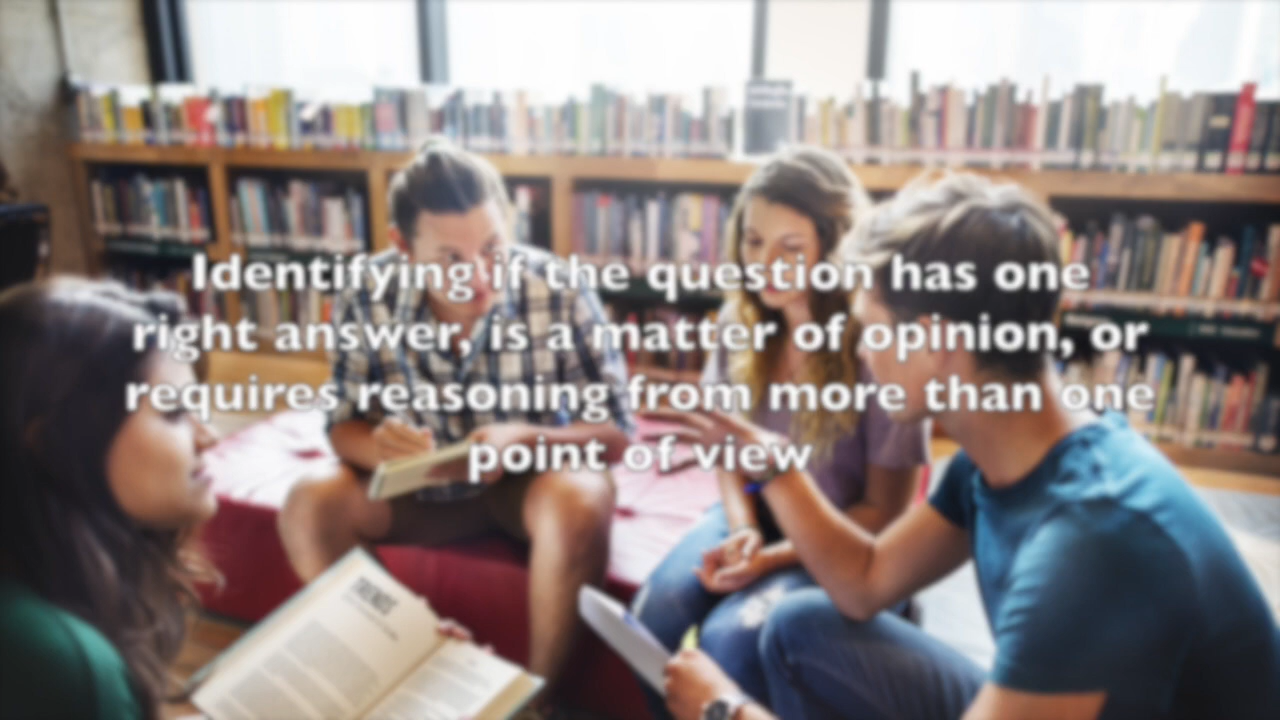 Identifying if the question has one
right answer, is a matter of opinion, or
requires reasoning from more than one
point of view
TRENDS